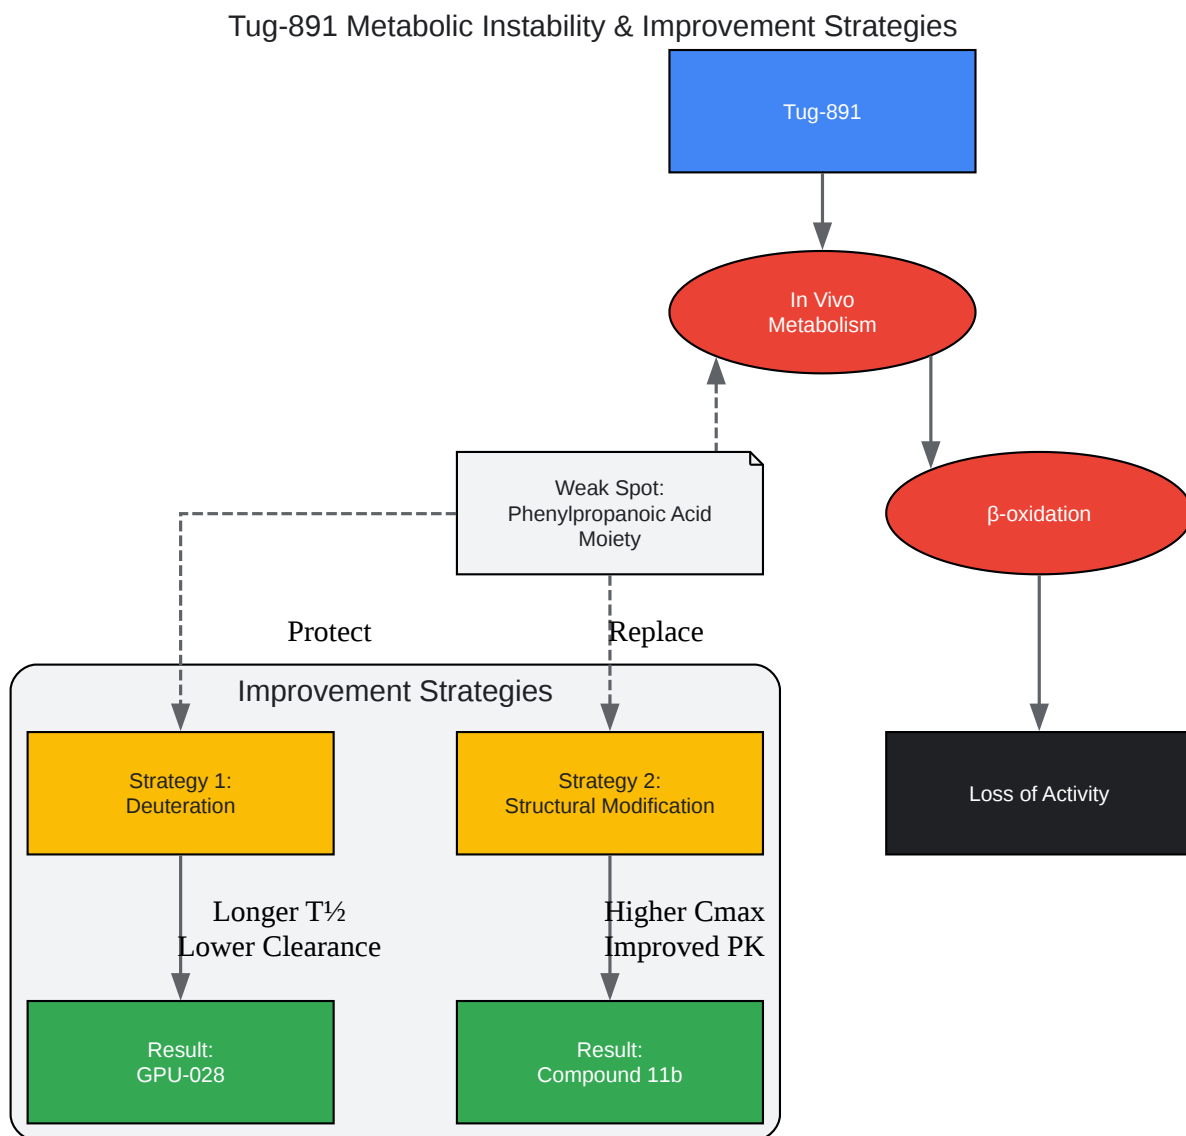 Tug-891 Metabolic Instability & Improvement Strategies
Tug-891
In Vivo
Metabolism
Weak Spot:
Phenylpropanoic Acid
Moiety
β-oxidation
Protect
Replace
Improvement Strategies
Strategy 1:
Deuteration
Strategy 2:
Structural Modification
Loss of Activity
Longer T½
Lower Clearance
Higher Cmax
Improved PK
Result:
GPU-028
Result:
Compound 11b